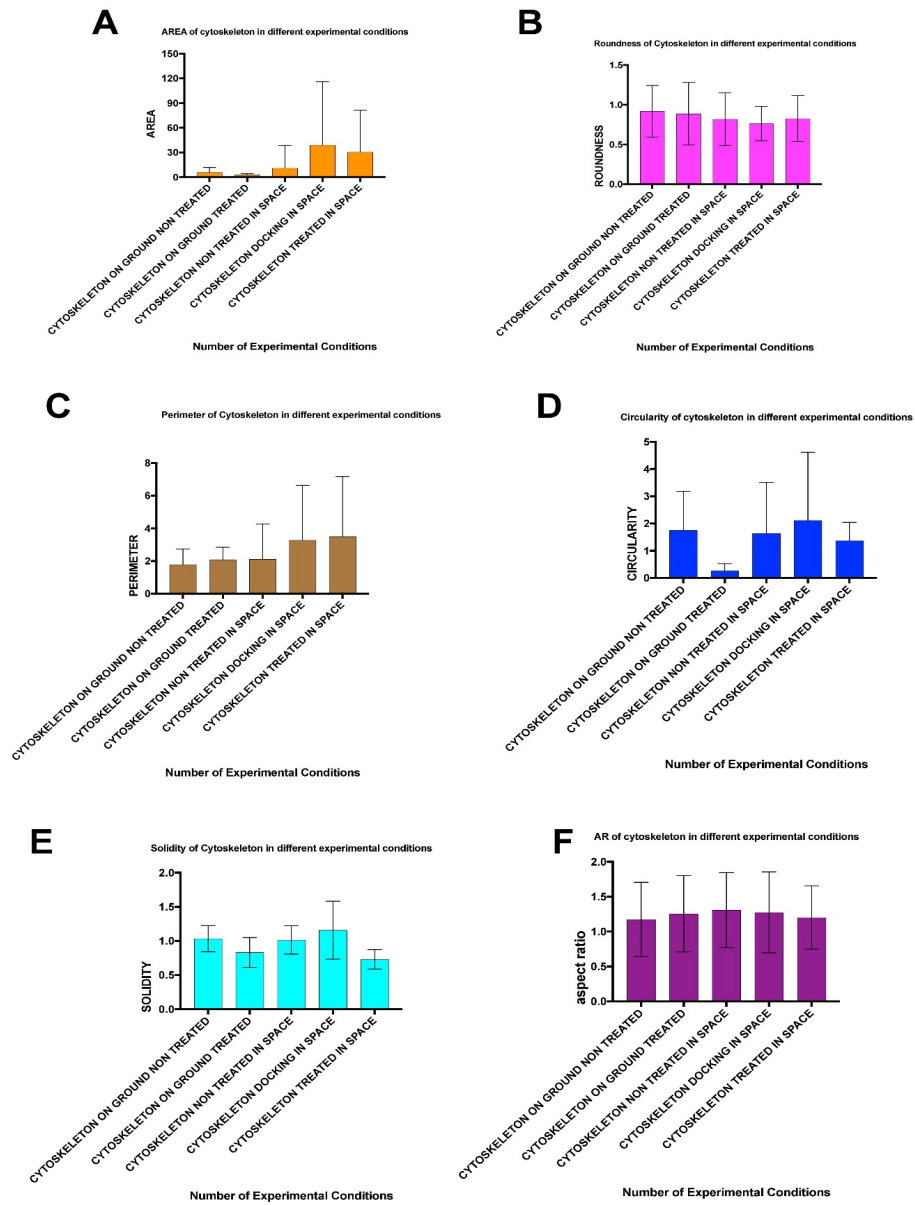 A
AREA of cytoskeleton in different experimental conditions
150
120
90
60
30
0
AREA
CYTOSKELETON ON GROUND NON TREATED
CYTOSKELETON ON GROUND TREATED
CYTOSKELETON NON TREATED IN SPACE
CYTOSKELETON DOCKING IN SPACE
CYTOSKELETON TREATED IN SPACE
Number of Experimental Conditions
B
Roundness of Cytoskeleton in different experimental conditions
1.5
1.0
0.5
0.0
ROUNDNESS
CYTOSKELETON ON GROUND NON TREATED
CYTOSKELETON ON GROUND TREATED
CYTOSKELETON NON TREATED IN SPACE
CYTOSKELETON DOCKING IN SPACE
CYTOSKELETON TREATED IN SPACE
Number of Experimental Conditions
C
Perimeter of Cytoskeleton in different experimental conditions
8
6
4
2
0
PERIMETER
CYTOSKELETON ON GROUND NON TREATED
CYTOSKELETON ON GROUND TREATED
CYTOSKELETON NON TREATED IN SPACE
CYTOSKELETON DOCKING IN SPACE
CYTOSKELETON TREATED IN SPACE
Number of Experimental Conditions
D
Circularity of cytoskeleton in different experimental conditions
5
4
3
2
1
0
CIRCULARITY
CYTOSKELETON ON GROUND NON TREATED
CYTOSKELETON ON GROUND TREATED
CYTOSKELETON NON TREATED IN SPACE
CYTOSKELETON DOCKING IN SPACE
CYTOSKELETON TREATED IN SPACE
Number of Experimental Conditions
E
Solidity of Cytoskeleton in different experimental conditions
2.0
1.5
1.0
0.5
0.0
SOLIDITY
CYTOSKELETON ON GROUND NON TREATED
CYTOSKELETON ON GROUND TREATED
CYTOSKELETON NON TREATED IN SPACE
CYTOSKELETON DOCKING IN SPACE
CYTOSKELETON TREATED IN SPACE
Number of Experimental Conditions
F
AR of cytoskeleton in different experimental conditions
2.0
1.5
1.0
0.5
0.0
aspect ratio
CYTOSKELETON ON GROUND NON TREATED
CYTOSKELETON ON GROUND TREATED
CYTOSKELETON NON TREATED IN SPACE
CYTOSKELETON DOCKING IN SPACE
CYTOSKELETON TREATED IN SPACE
Number of Experimental Conditions